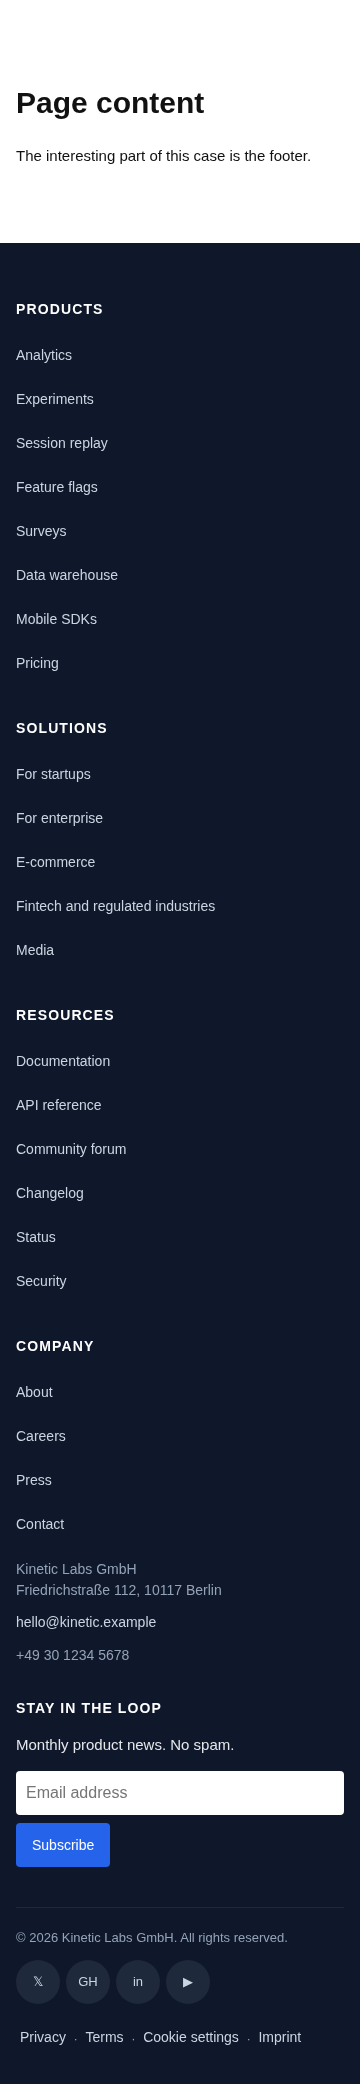 Page content
The interesting part of this case is the footer.
PRODUCTS
Analytics
Experiments
Session replay
Feature flags
Surveys
Data warehouse
Mobile SDKs
Pricing
SOLUTIONS
For startups
For enterprise
E-commerce
Fintech and regulated industries
Media
RESOURCES
Documentation
API reference
Community forum
Changelog
Status
Security
COMPANY
About
Careers
Press
Contact
Kinetic Labs GmbH
Friedrichstraße 112, 10117 Berlin
hello@kinetic.example
+49 30 1234 5678
STAY IN THE LOOP
Monthly product news. No spam.
Email address
Subscribe
© 2026 Kinetic Labs GmbH. All rights reserved.
𝕏 GH in ▶
Privacy · Terms · Cookie settings · Imprint